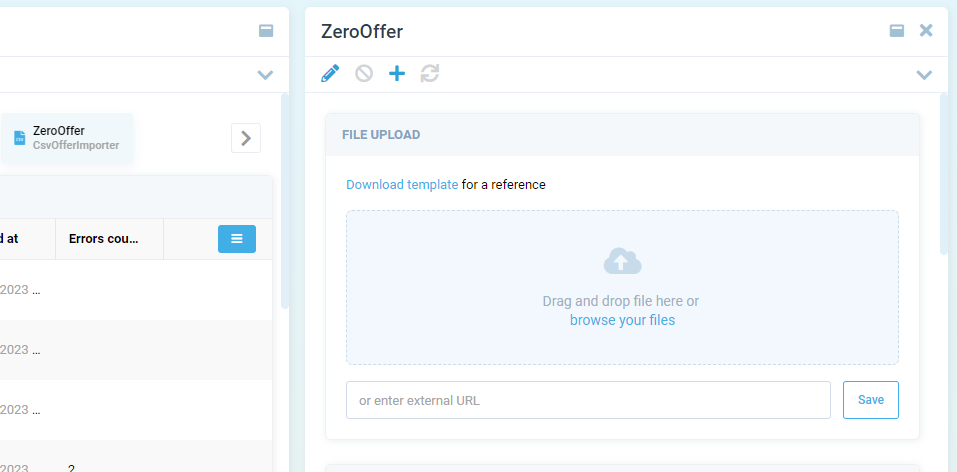 ZeroOffer
CsvOfferImporter
d at
Errors cou...
2023 ...
2023 ...
2023 ...
2023 ...
2
ZeroOffer
FILE UPLOAD
Download template for a reference
Drag and drop file here or
browse your files
or enter external URL
Save